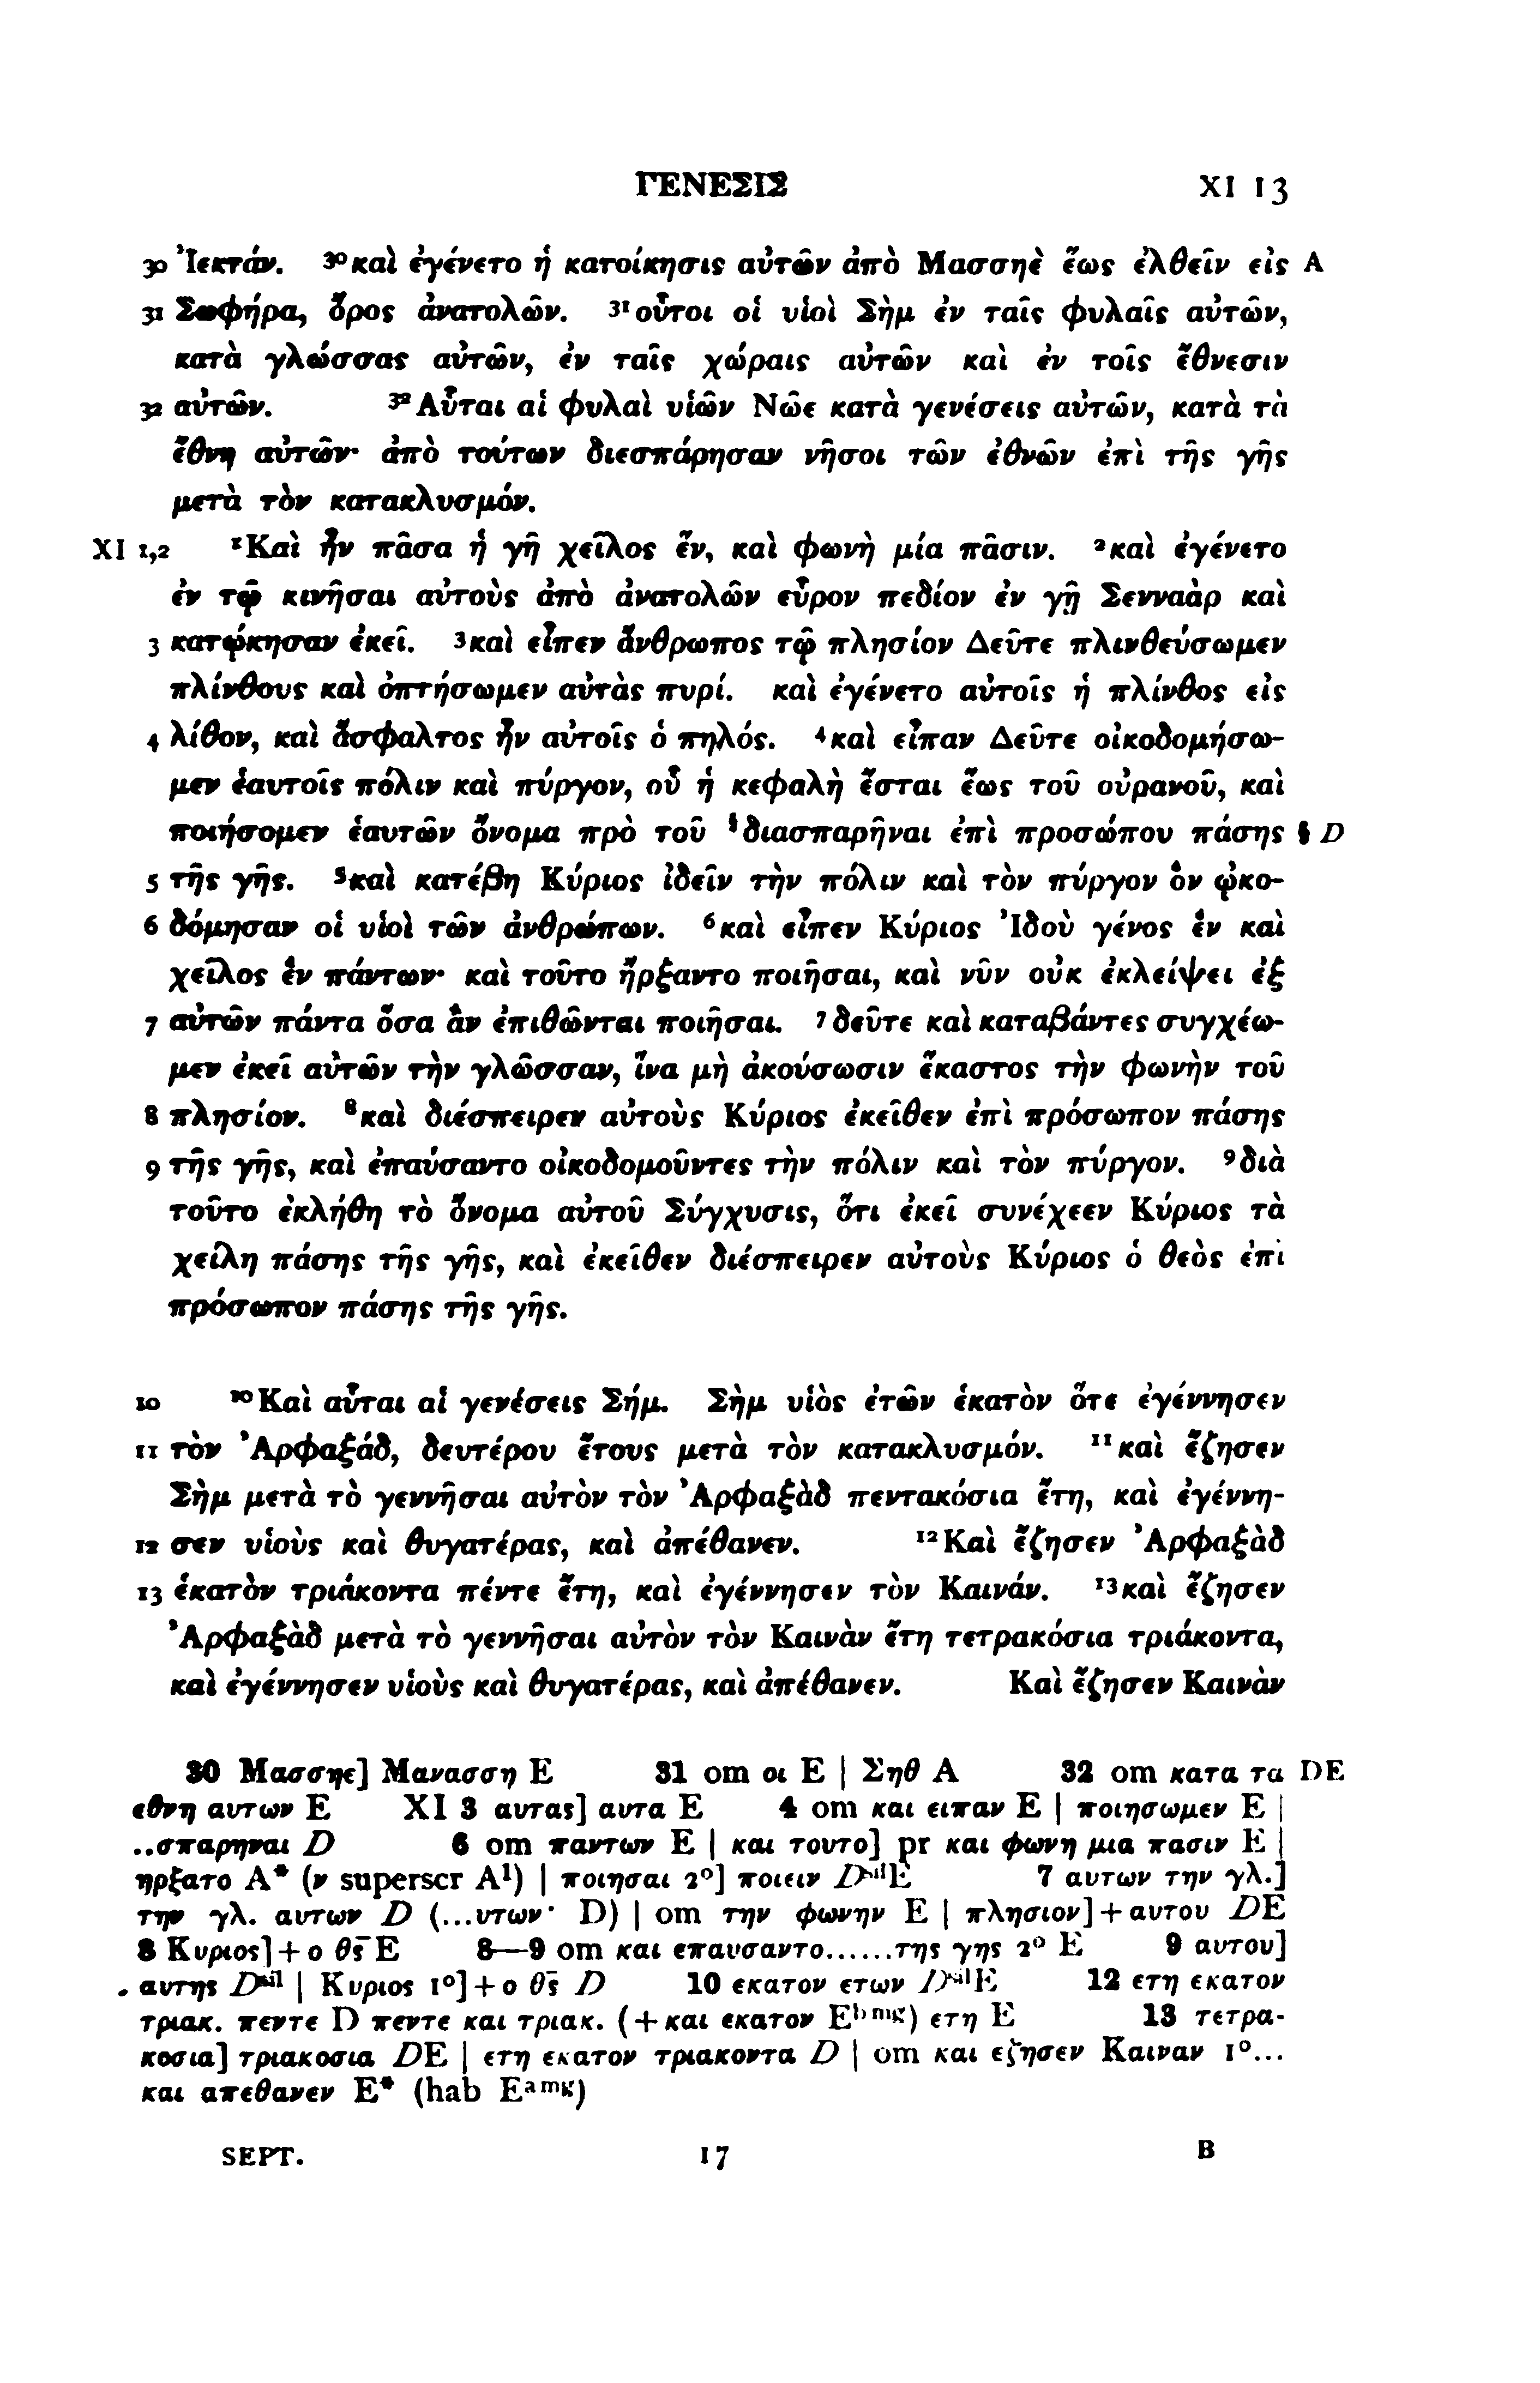 ΓΕΝΕΣΙΣ XI 13
30 Ἰεκτάν. 30καὶ ἐγένετο ἡ κατοίκησις αὐτῶν ἀπὸ Μασσηὲ ἕως ἐλθεῖν εἰς A
31 Σωφήρα, ὄρος ἀνατολῶν. 31οὗτοι οἱ υἱοὶ Σὴμ ἐν ταῖς φυλαῖς αὐτῶν,
κατὰ γλώσσας αὐτῶν, ἐν ταῖς χώραις αὐτῶν καὶ ἐν τοῖς ἔθνεσιν
32 αὐτῶν. 32Αὗται αἱ φυλαὶ υἱῶν Νῶε κατὰ γενέσεις αὐτῶν, κατὰ τὰ
ἔθνη αὐτῶν· ἀπὸ τούτων διεσπάρησαν νῆσοι τῶν ἐθνῶν ἐπὶ τῆς γῆς
μετὰ τὸν κατακλυσμόν.
XI 1,2 1Καὶ ἦν πᾶσα ἡ γῆ χεῖλος ἕν, καὶ φωνὴ μία πᾶσιν. 2καὶ ἐγένετο
ἐν τῷ κινῆσαι αὐτοὺς ἀπὸ ἀνατολῶν εὗρον πεδίον ἐν γῇ Σενναὰρ καὶ
3 κατῴκησαν ἐκεῖ. 3καὶ εἶπεν ἄνθρωπος τῷ πλησίον Δεῦτε πλινθεύσωμεν
πλίνθους καὶ ὀπτήσωμεν αὐτὰς πυρί. καὶ ἐγένετο αὐτοῖς ἡ πλίνθος εἰς
4 λίθον, καὶ ἄσφαλτος ἦν αὐτοῖς ὁ πηλός. 4καὶ εἶπαν Δεῦτε οἰκοδομήσω-
μεν ἑαυτοῖς πόλιν καὶ πύργον, οὗ ἡ κεφαλὴ ἔσται ἕως τοῦ οὐρανοῦ, καὶ
ποιήσομεν ἑαυτῶν ὄνομα πρὸ τοῦ §διασπαρῆναι ἐπὶ προσώπου πάσης § D
5 τῆς γῆς. 5καὶ κατέβη Κύριος ἰδεῖν τὴν πόλιν καὶ τὸν πύργον ὃν ᾠκο-
6 δόμησαν οἱ υἱοὶ τῶν ἀνθρώπων. 6καὶ εἶπεν Κύριος Ἰδοὺ γένος ἓν καὶ
χεῖλος ἓν πάντων· καὶ τοῦτο ἤρξαντο ποιῆσαι, καὶ νῦν οὐκ ἐκλείψει ἐξ
7 αὐτῶν πάντα ὅσα ἂν ἐπιθῶνται ποιῆσαι. 7δεῦτε καὶ καταβάντες συγχέω-
μεν ἐκεῖ αὐτῶν τὴν γλῶσσαν, ἵνα μὴ ἀκούσωσιν ἕκαστος τὴν φωνὴν τοῦ
8 πλησίον. 8καὶ διέσπειρεν αὐτοὺς Κύριος ἐκεῖθεν ἐπὶ πρόσωπον πάσης
9 τῆς γῆς, καὶ ἐπαύσαντο οἰκοδομοῦντες τὴν πόλιν καὶ τὸν πύργον. 9διὰ
τοῦτο ἐκλήθη τὸ ὄνομα αὐτοῦ Σύγχυσις, ὅτι ἐκεῖ συνέχεεν Κύριος τὰ
χείλη πάσης τῆς γῆς, καὶ ἐκεῖθεν διέσπειρεν αὐτοὺς Κύριος ὁ θεὸς ἐπὶ
πρόσωπον πάσης τῆς γῆς.
10 10Καὶ αὗται αἱ γενέσεις Σήμ. Σὴμ υἱὸς ἐτῶν ἑκατὸν ὅτε ἐγέννησεν
11 τὸν Ἀρφαξάδ, δευτέρου ἔτους μετὰ τὸν κατακλυσμόν. 11καὶ ἔζησεν
Σὴμ μετὰ τὸ γεννῆσαι αὐτὸν τὸν Ἀρφαξὰδ πεντακόσια ἔτη, καὶ ἐγέννη-
12 σεν υἱοὺς καὶ θυγατέρας, καὶ ἀπέθανεν. 12Καὶ ἔζησεν Ἀρφαξὰδ
13 ἑκατὸν τριάκοντα πέντε ἔτη, καὶ ἐγέννησεν τὸν Καινάν. 13καὶ ἔζησεν
Ἀρφαξὰδ μετὰ τὸ γεννῆσαι αὐτὸν τὸν Καινὰν ἔτη τετρακόσια τριάκοντα,
καὶ ἐγέννησεν υἱοὺς καὶ θυγατέρας, καὶ ἀπέθανεν. Καὶ ἔζησεν Καινὰν
30 Μασσηε] Μανασση E 31 om οι E | Σηθ A 32 om κατα τα DE
εθνη αυτων E XI 3 αυτας] αυτα E 4 om και ειπαν E | ποιησωμεν E |
..σπαρηναι D 6 om παντων E | και τουτο] pr και φωνη μια πασιν E |
ηρξατο A* (ν superscr A¹) | ποιησαι 2°] ποιειν Dˢⁱˡ E 7 αυτων την γλ.]
την γλ. αυτων D (...υτων· D) | om την φωνην E | πλησιον]+αυτου DE
8 Κυριος]+ο θς̅ E 8—9 om και επαυσαντο......της γης 2° E 9 αυτου]
αυτης Dˢⁱˡ | Κυριος 1°]+ο θς̅ D 10 εκατον ετων Dˢⁱˡ E 12 ετη εκατον
τριακ. πεντε D πεντε και τριακ. (+και εκατον Eᵇ ᵐᵍ) ετη E 13 τετρα-
κοσια] τριακοσια DE | ετη εκατον τριακοντα D | om και εζησεν Καιναν 1°...
και απεθανεν E* (hab Eᵃ ᵐᵍ)
SEPT. 17 B